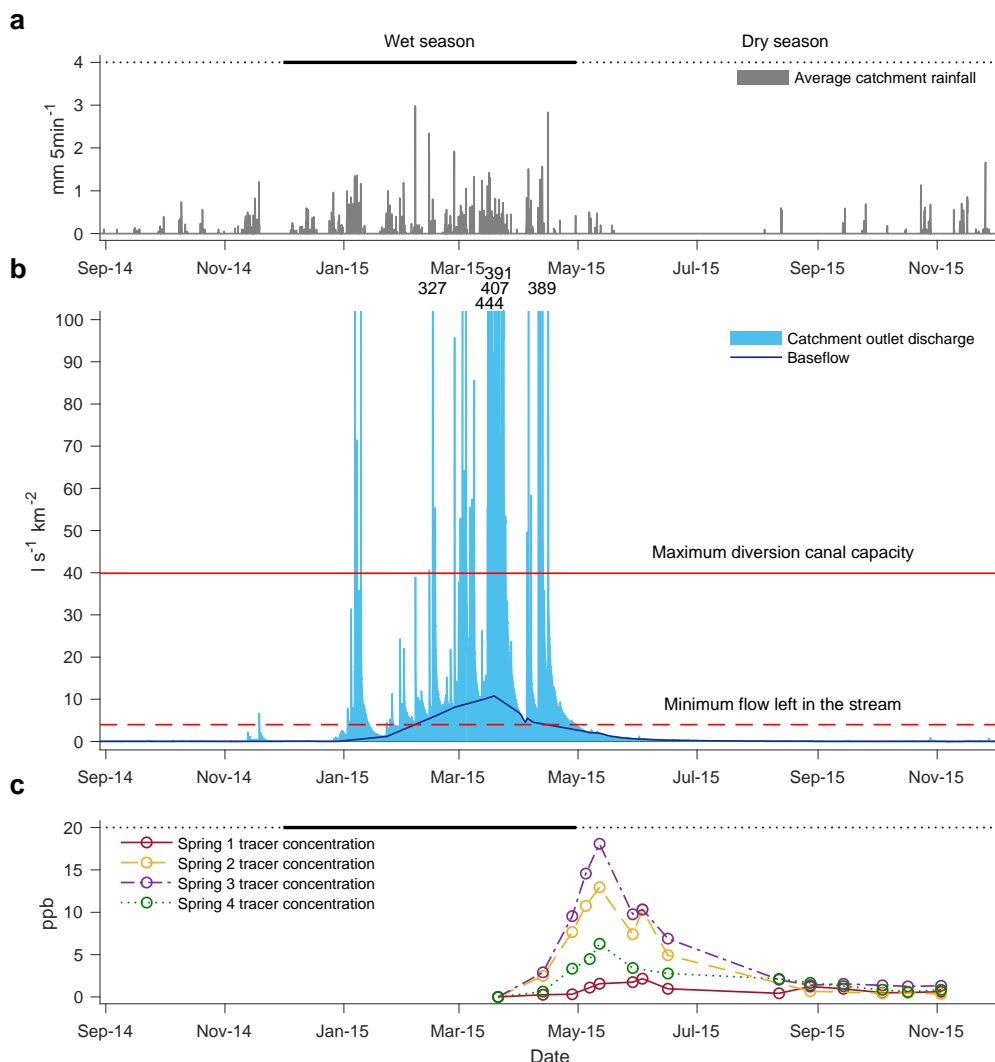 a
Wet season
Dry season
4
3
2
1
0
mm 5min-1
Average catchment rainfall
Sep-14 Nov-14 Jan-15 Mar-15 May-15 Jul-15 Sep-15 Nov-15
b
391
327 407 389
444
100
90
80
70
60
50
40
30
20
10
0
l s-1 km-2
Catchment outlet discharge
Baseflow
Maximum diversion canal capacity
Minimum flow left in the stream
Sep-14 Nov-14 Jan-15 Mar-15 May-15 Jul-15 Sep-15 Nov-15
c
20
15
10
5
0
ppb
Spring 1 tracer concentration
Spring 2 tracer concentration
Spring 3 tracer concentration
Spring 4 tracer concentration
Sep-14 Nov-14 Jan-15 Mar-15 May-15 Jul-15 Sep-15 Nov-15
Date